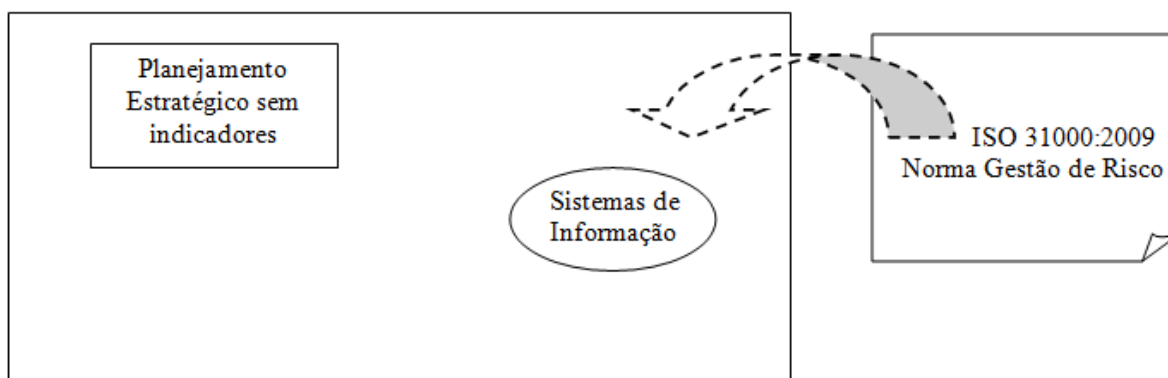 Planejamento
Estratégico sem
indicadores
Sistemas de
Informação
ISO 31000:2009
Norma Gestão de Risco